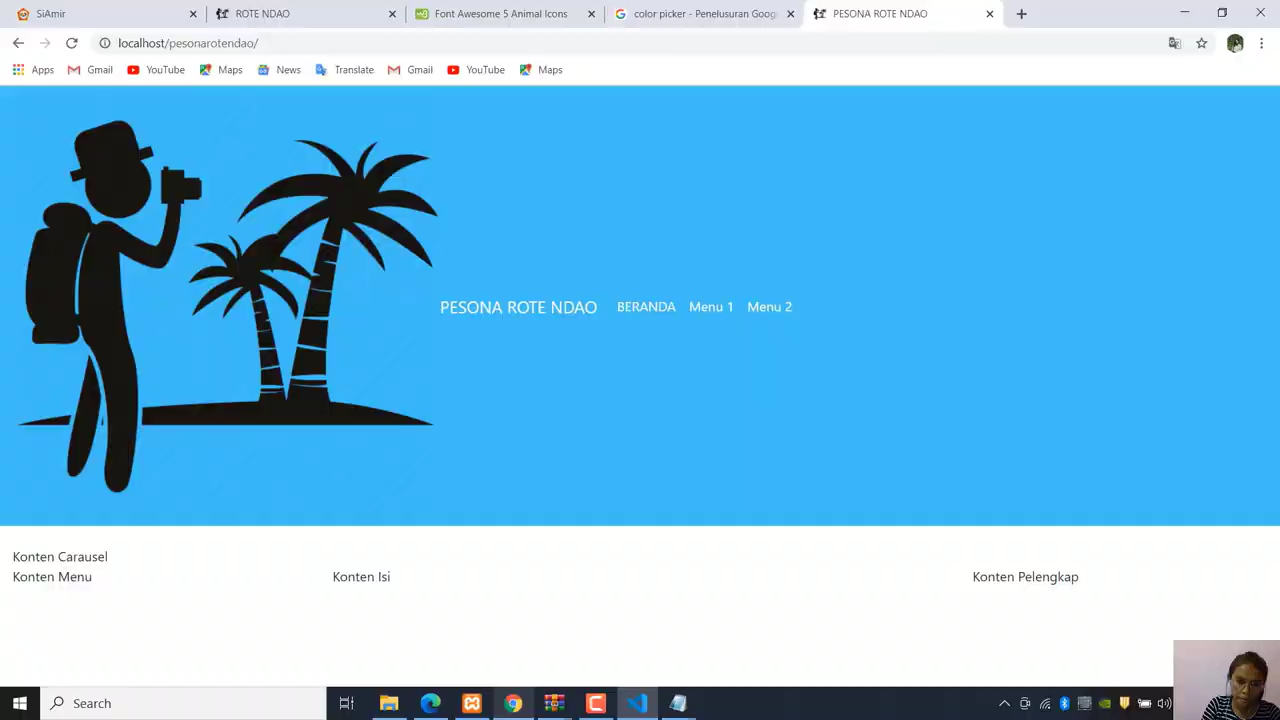 SiAmir
ROTE NDAO
Font Awesome 5 Animal Icons
color picker - Penelusuran Goog
PESONA ROTE NDAO
localhost/pesonarotendao/
Apps Gmail YouTube Maps News Translate Gmail YouTube Maps
PESONA ROTE NDAO BERANDA Menu 1 Menu 2
Konten Carausel
Konten Menu Konten Isi Konten Pelengkap
Search